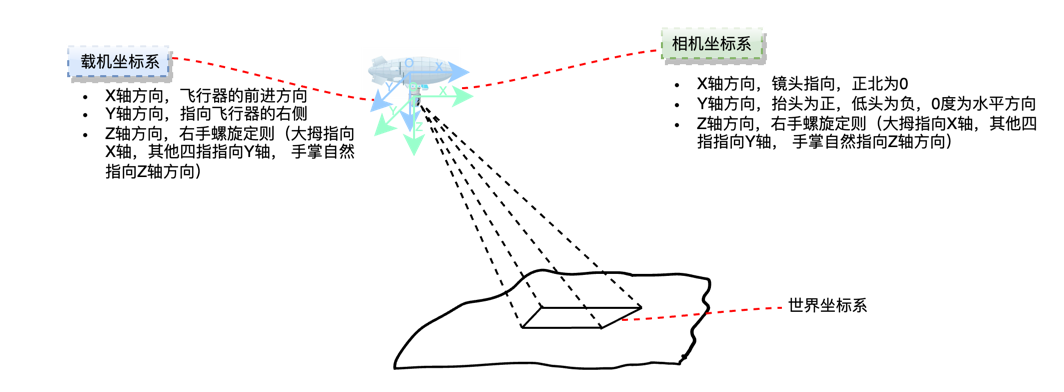 载机坐标系
• X轴方向，飞行器的前进方向
• Y轴方向，指向飞行器的右侧
• Z轴方向，右手螺旋定则（大拇指向
X轴，其他四指指向Y轴， 手掌自然
指向Z轴方向）
相机坐标系
• X轴方向，镜头指向，正北为0
• Y轴方向，抬头为正，低头为负，0度为水平方向
• Z轴方向，右手螺旋定则（大拇指向X轴，其他四
指指向Y轴， 手掌自然指向Z轴方向）
O
X
Y
X
Y
Z
世界坐标系